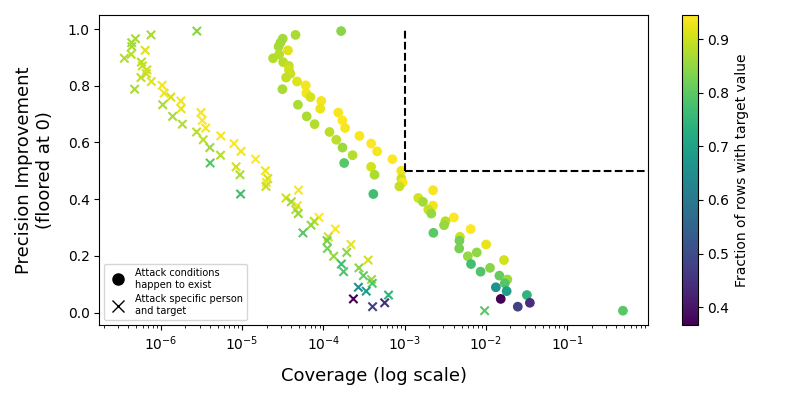 Precision Improvement
(floored at 0)
1.0
0.8
0.6
0.4
0.2
0.0
Attack conditions
happen to exist
Attack specific person
and target
10⁻⁶
10⁻⁵
10⁻⁴
10⁻³
10⁻²
10⁻¹
Coverage (log scale)
0.9
0.8
0.7
0.6
0.5
0.4
Fraction of rows with target value